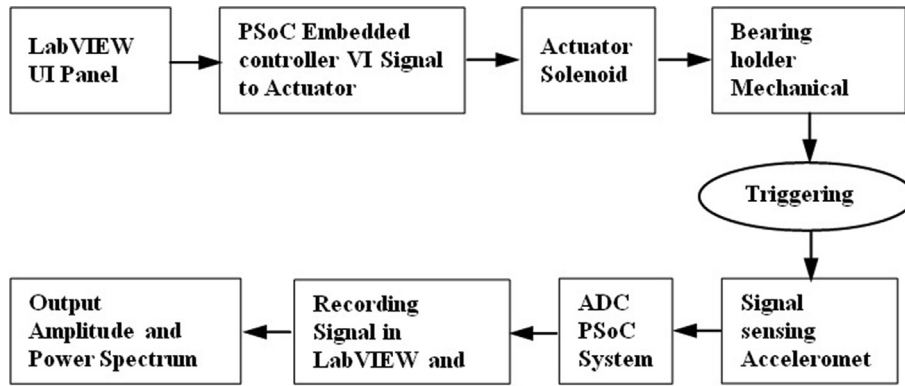 LabVIEW
UI Panel
PSoC Embedded
controller VI Signal
to Actuator
Actuator
Solenoid
Bearing
holder
Mechanical
Triggering
Signal
sensing
Acceleromet
ADC
PSoC
System
Recording
Signal in
LabVIEW and
Output
Amplitude and
Power Spectrum